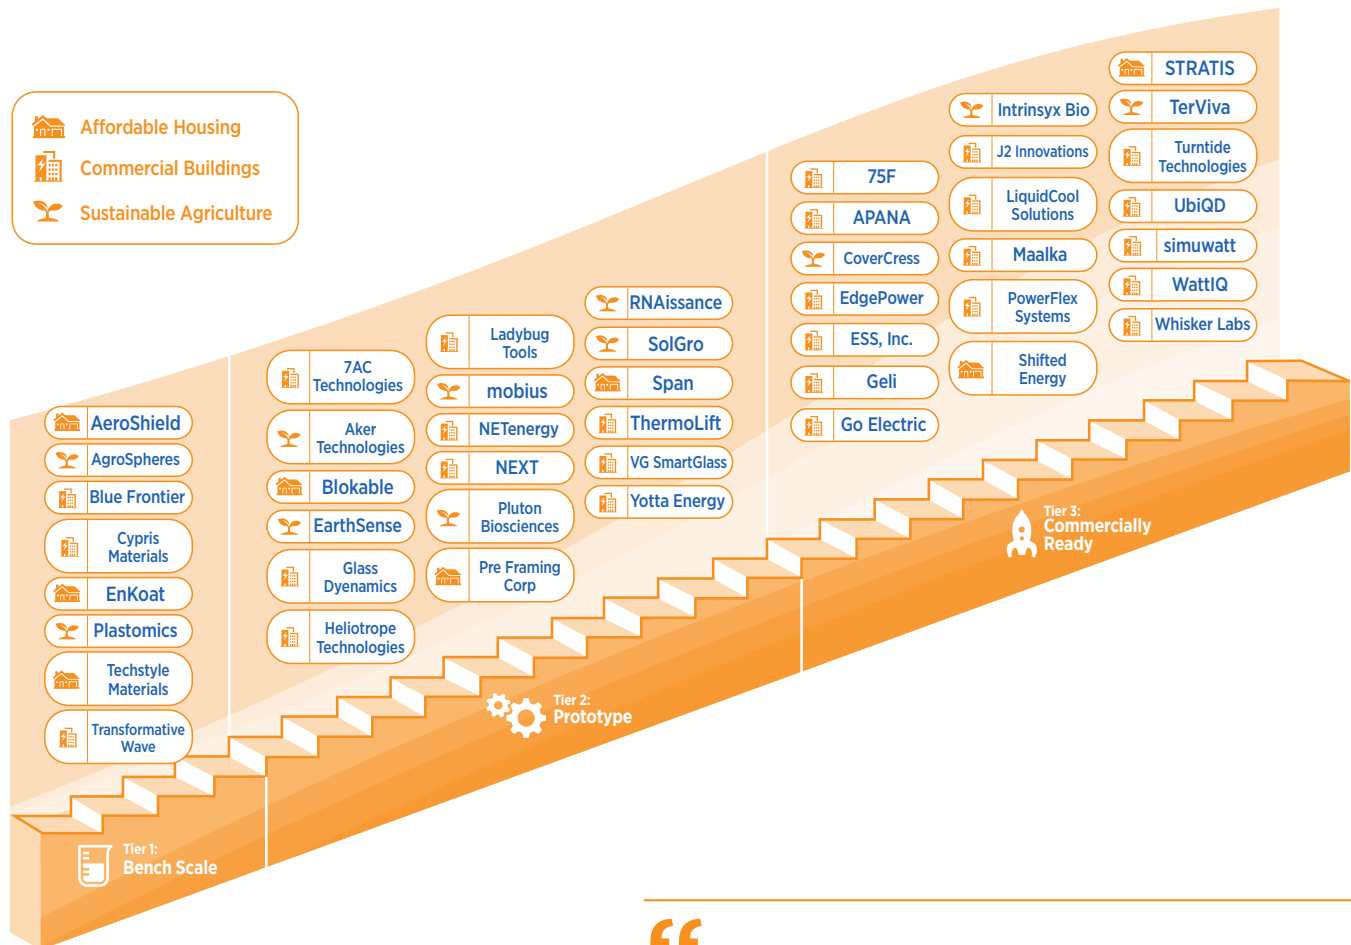 Affordable Housing
Commercial Buildings
Sustainable Agriculture
AeroShield
AgroSpheres
Blue Frontier
Cypris
Materials
EnKoat
Plastomics
Techstyle
Materials
Transformative
Wave
Tier 1:
Bench Scale
7AC
Technologies
Aker
Technologies
Blokable
EarthSense
Glass
Dyenamics
Heliotrope
Technologies
Ladybug
Tools
mobius
NETenergy
NEXT
Pluton
Biosciences
Pre Framing
Corp
RNAissance
SolGro
Span
ThermoLift
VG SmartGlass
Yotta Energy
Tier 2:
Prototype
75F
APANA
CoverCress
EdgePower
ESS, Inc.
Geli
Go Electric
Intrinsyx Bio
J2 Innovations
LiquidCool
Solutions
Maalka
PowerFlex
Systems
Shifted
Energy
STRATIS
TerViva
Turntide
Technologies
UbiQD
simuwatt
WattIQ
Whisker Labs
Tier 3:
Commercially
Ready
“